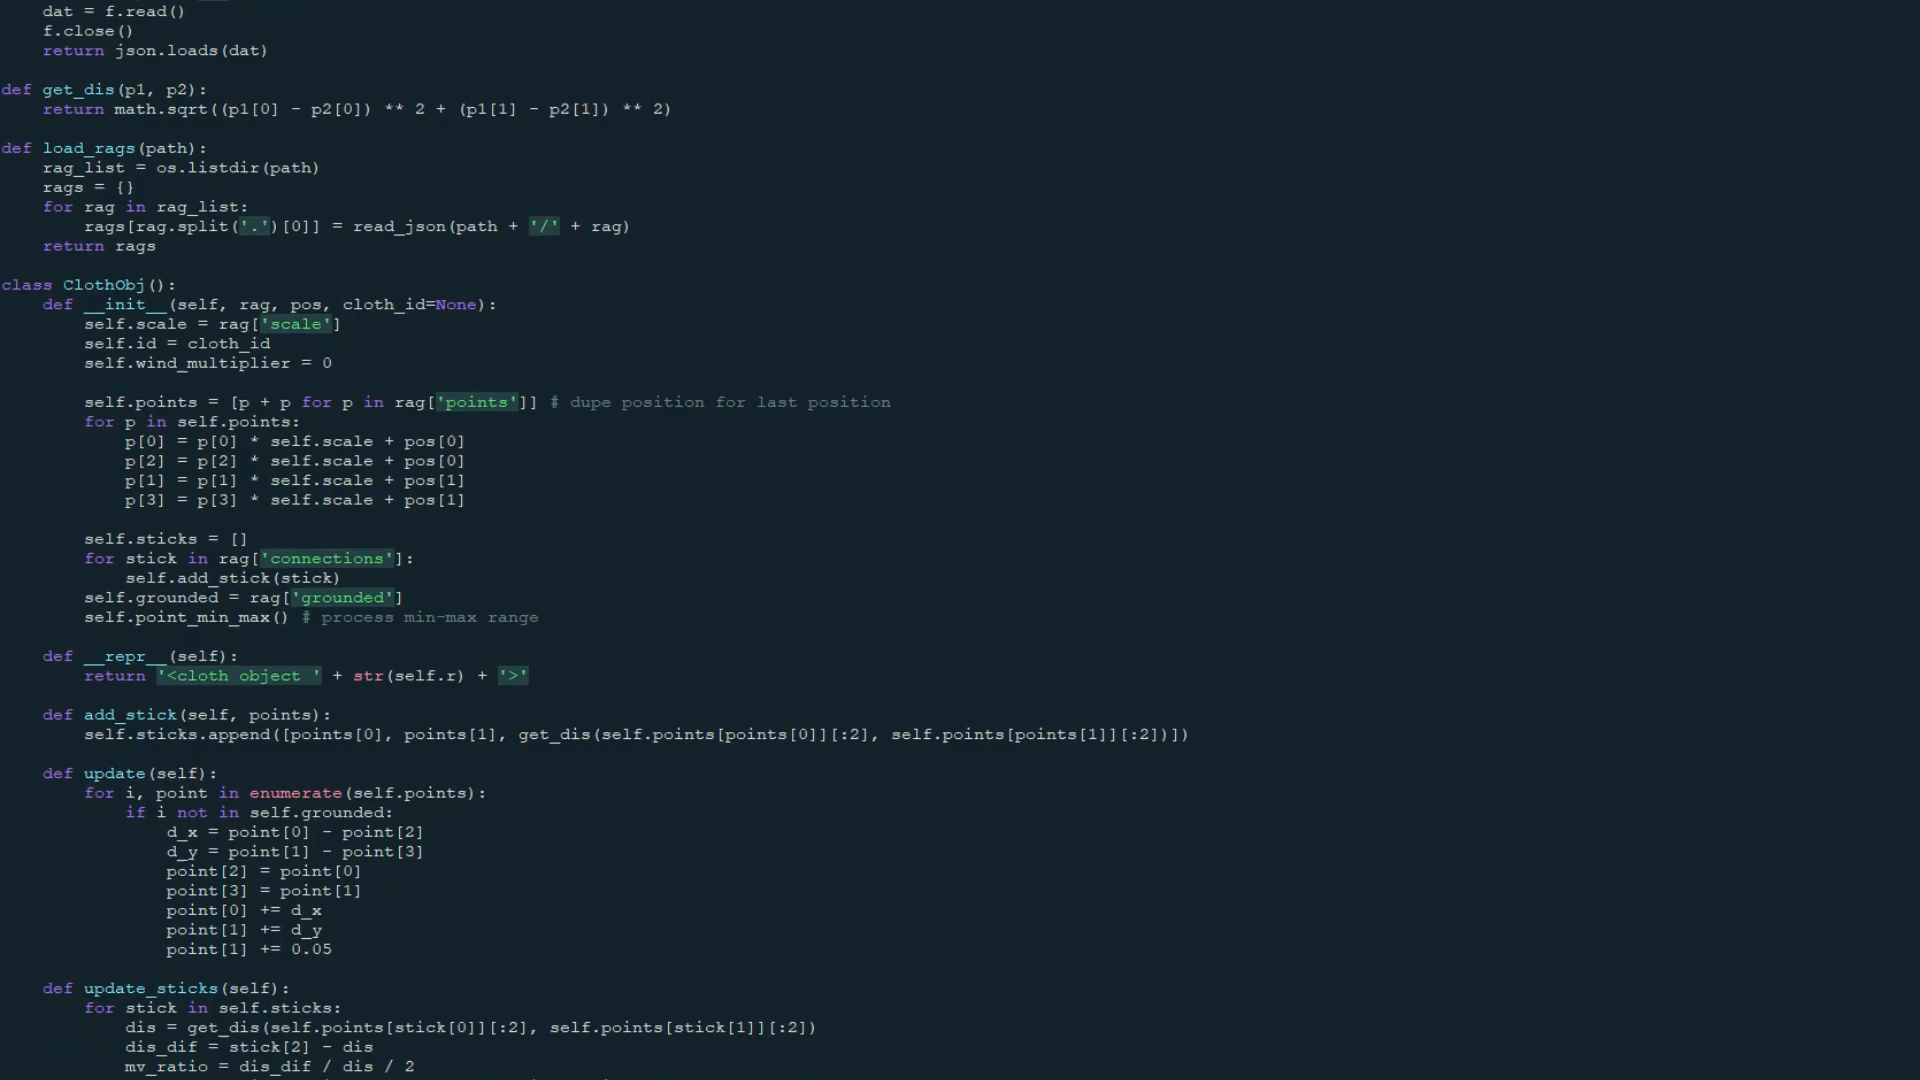 dat = f.read()
    f.close()
    return json.loads(dat)

def get_dis(p1, p2):
    return math.sqrt((p1[0] - p2[0]) ** 2 + (p1[1] - p2[1]) ** 2)

def load_rags(path):
    rag_list = os.listdir(path)
    rags = {}
    for rag in rag_list:
        rags[rag.split('.')[0]] = read_json(path + '/' + rag)
    return rags

class ClothObj():
    def __init__(self, rag, pos, cloth_id=None):
        self.scale = rag['scale']
        self.id = cloth_id
        self.wind_multiplier = 0

        self.points = [p + p for p in rag['points']] # dupe position for last position
        for p in self.points:
            p[0] = p[0] * self.scale + pos[0]
            p[2] = p[2] * self.scale + pos[0]
            p[1] = p[1] * self.scale + pos[1]
            p[3] = p[3] * self.scale + pos[1]

        self.sticks = []
        for stick in rag['connections']:
            self.add_stick(stick)
        self.grounded = rag['grounded']
        self.point_min_max() # process min-max range

    def __repr__(self):
        return '<cloth object ' + str(self.r) + '>'

    def add_stick(self, points):
        self.sticks.append([points[0], points[1], get_dis(self.points[points[0]][:2], self.points[points[1]][:2])])

    def update(self):
        for i, point in enumerate(self.points):
            if i not in self.grounded:
                d_x = point[0] - point[2]
                d_y = point[1] - point[3]
                point[2] = point[0]
                point[3] = point[1]
                point[0] += d_x
                point[1] += d_y
                point[1] += 0.05

    def update_sticks(self):
        for stick in self.sticks:
            dis = get_dis(self.points[stick[0]][:2], self.points[stick[1]][:2])
            dis_dif = stick[2] - dis
            mv_ratio = dis_dif / dis / 2